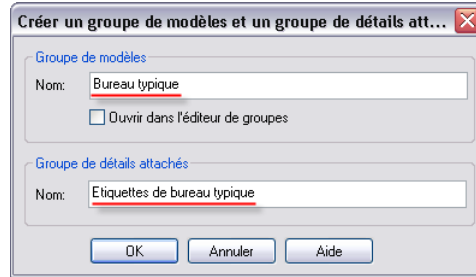 Créer un groupe de modèles et un groupe de détails att...
Groupe de modèles
Nom: Bureau typique
Ouvrir dans l'éditeur de groupes
Groupe de détails attachés
Nom: Etiquettes de bureau typique
OK Annuler Aide